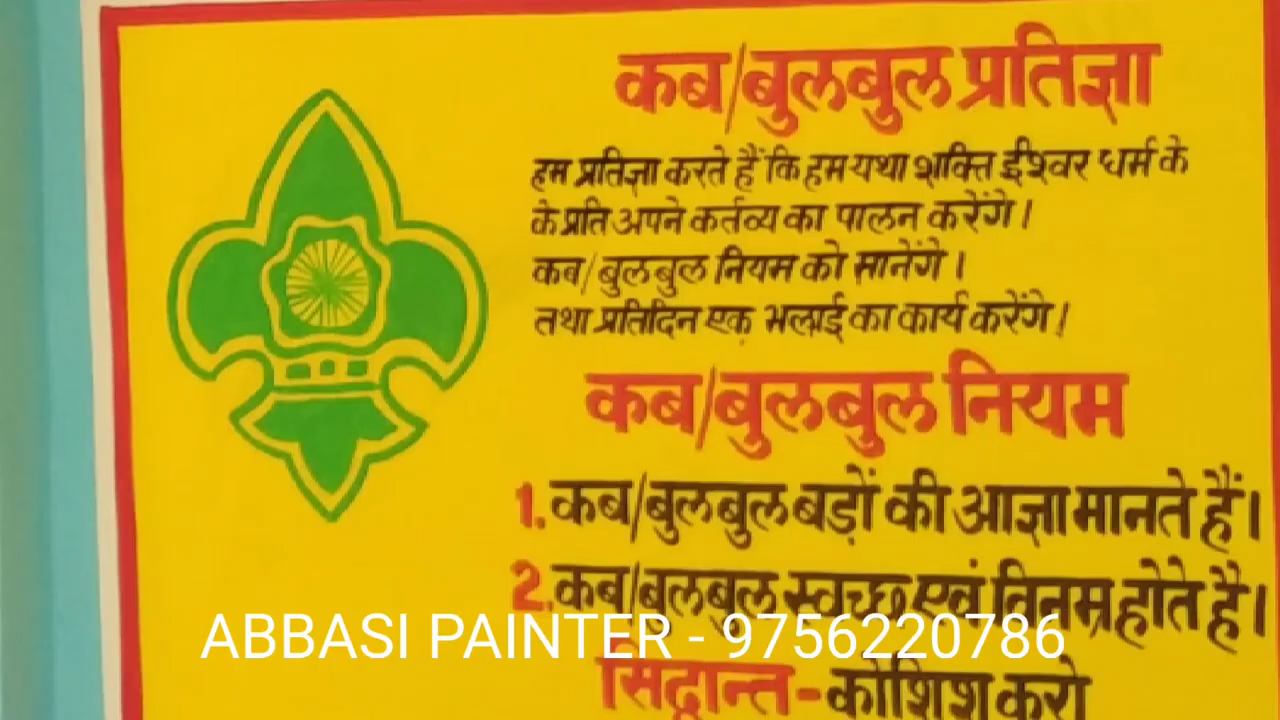 कब/बुलबुल प्रतिज्ञा
हम प्रतिज्ञा करते हैं कि हम यथा शक्ति ईश्वर धर्म के
के प्रति अपने कर्तव्य का पालन करेंगे।
कब/बुलबुल नियम को मानेंगे।
तथा प्रतिदिन एक भलाई का कार्य करेंगे।
कब/बुलबुल नियम
1. कब/बुलबुल बड़ों की आज्ञा मानते हैं।
2. कब/बुलबुल स्वच्छ एवं विनम्र होते है।
ABBASI PAINTER - 9756220786
सिद्वान्त-कोशिश करो